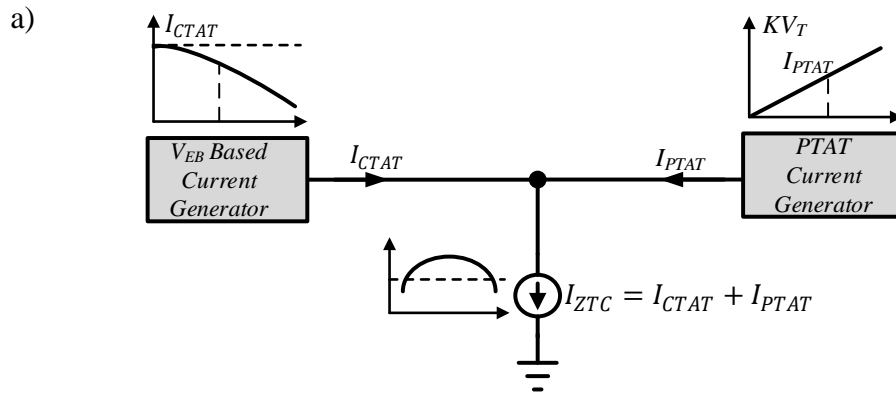 a)
I_CTAT
KV_T
I_PTAT
V_EB Based
Current
Generator
I_CTAT
I_PTAT
PTAT
Current
Generator
I_ZTC = I_CTAT + I_PTAT